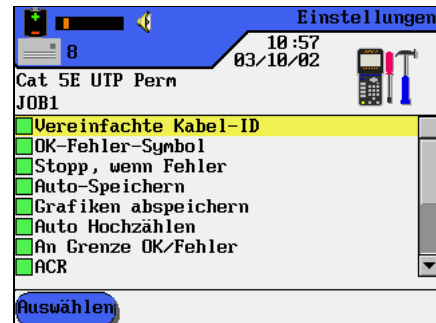 Einstellungen
8
10:57
03/10/02
Cat 5E UTP Perm
JOB1
Vereinfachte Kabel-ID
OK-Fehler-Symbol
Stopp, wenn Fehler
Auto-Speichern
Grafiken abspeichern
Auto Hochzählen
An Grenze OK/Fehler
ACR
Auswählen